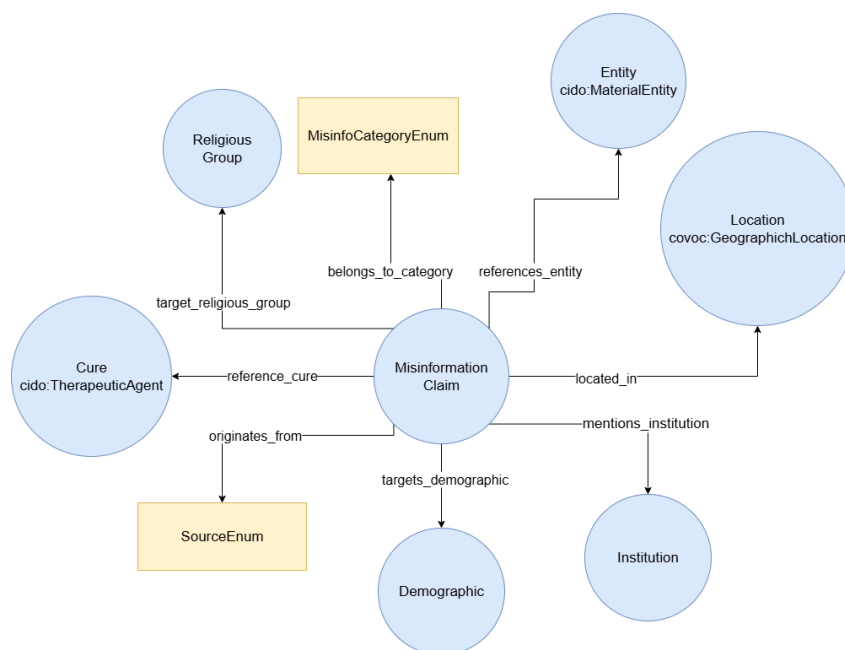 Entity
cido:MaterialEntity
MisinfoCategoryEnum
Religious
Group
Location
covoc:GeographichLocation
belongs_to_category
references_entity
target_religious_group
Cure
cido:TherapeuticAgent
reference_cure
Misinformation
Claim
located_in
originates_from
mentions_institution
targets_demographic
SourceEnum
Institution
Demographic